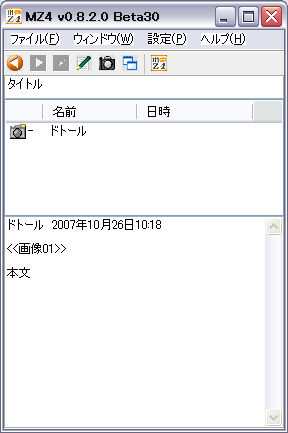 MZ4 v0.8.2.0 Beta30
ファイル(F) ウィンドウ(W) 設定(P) ヘルプ(H)
タイトル
名前 日時
ドトール
ドトール 2007年10月26日10:18
<<画像01>>
本文